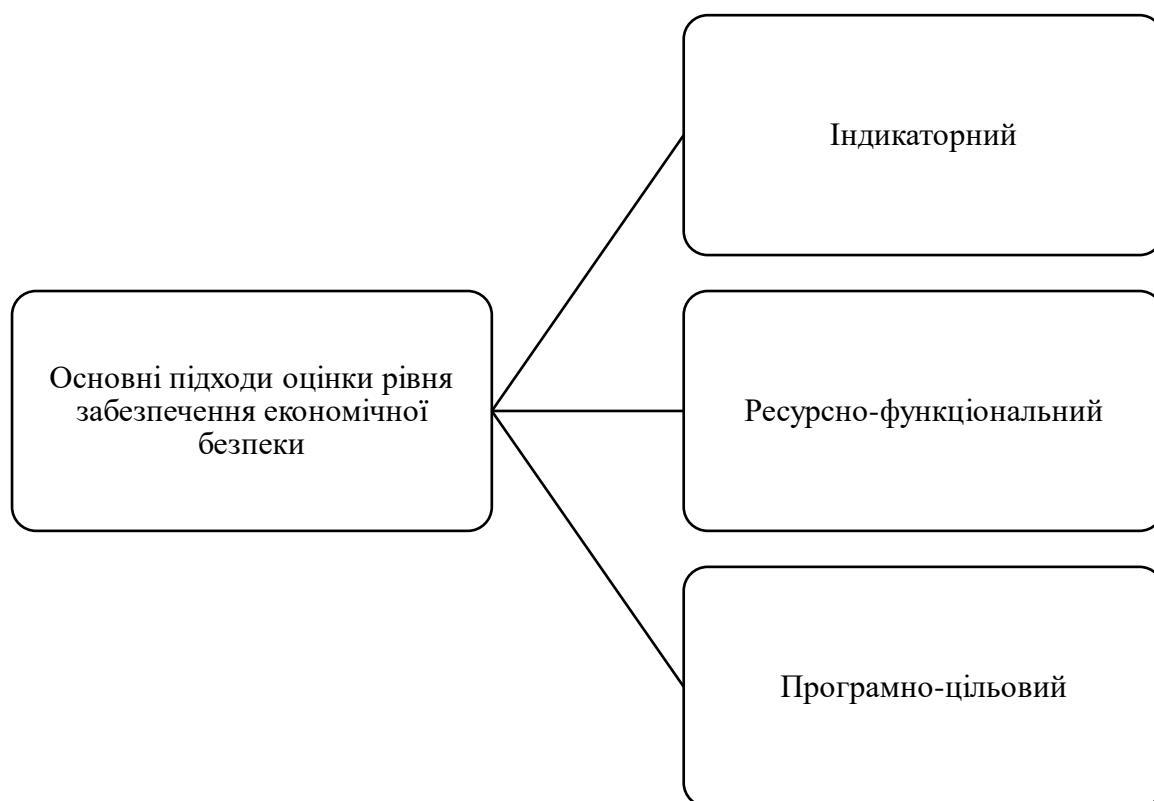 Індикаторний
Основні підходи оцінки рівня
забезпечення економічної
безпеки
Ресурсно-функціональний
Програмно-цільовий